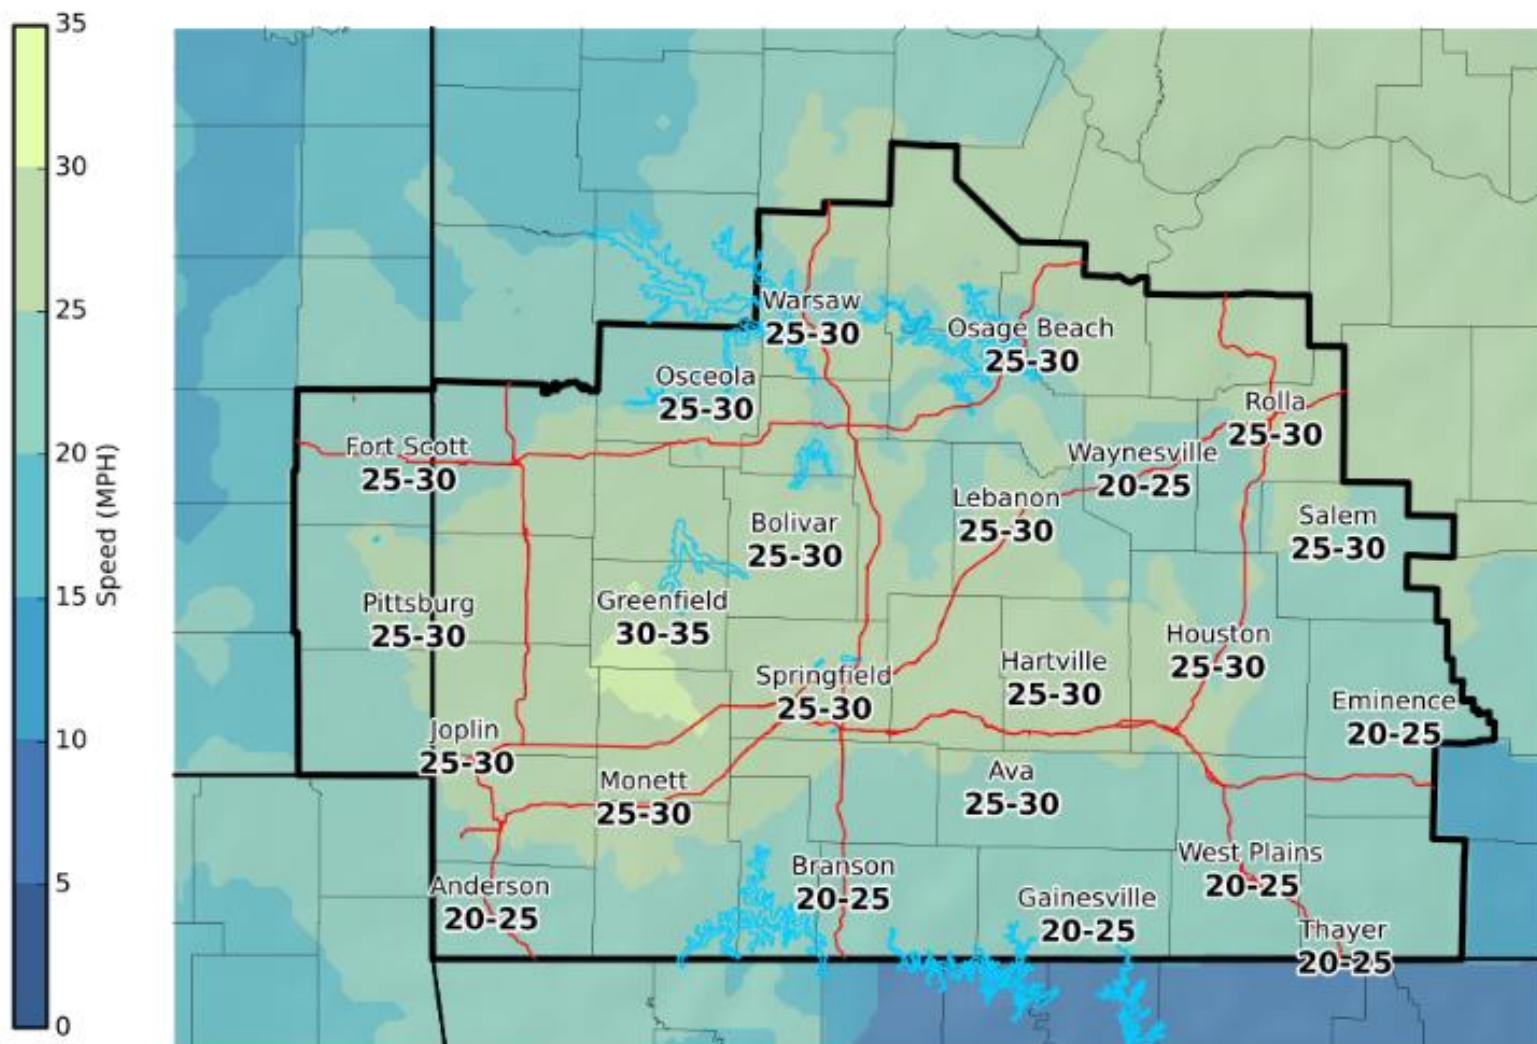 35
30
25
20
15
10
5
0
Speed (MPH)
Warsaw
25-30
Osage Beach
25-30
Osceola
25-30
Rolla
25-30
Fort Scott
25-30
Waynesville
20-25
Lebanon
25-30
Salem
25-30
Bolivar
25-30
Pittsburg
25-30
Greenfield
30-35
Houston
25-30
Springfield
25-30
Hartville
25-30
Eminence
20-25
Joplin
25-30
Monett
25-30
Ava
25-30
West Plains
20-25
Branson
20-25
Anderson
20-25
Gainesville
20-25
Thayer
20-25